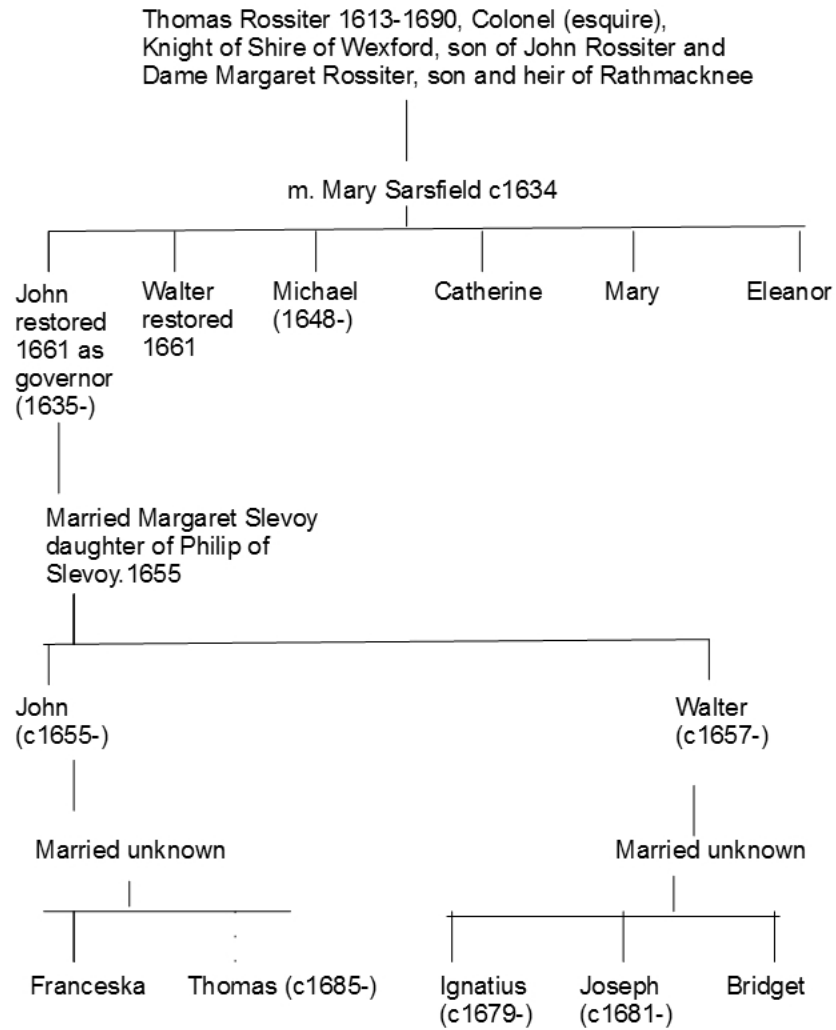 Thomas Rossiter 1613-1690, Colonel (esquire),
Knight of Shire of Wexford, son of John Rossiter and
Dame Margaret Rossiter, son and heir of Rathmacknee
m. Mary Sarsfield c1634
John
restored
1661 as
governor
(1635-)
Walter
restored
1661
Michael
(1648-)
Catherine
Mary
Eleanor
Married Margaret Slevoy
daughter of Philip of
Slevoy.1655
John
(c1655-)
Walter
(c1657-)
Married unknown
Married unknown
Franceska
Thomas (c1685-)
Ignatius
(c1679-)
Joseph
(c1681-)
Bridget